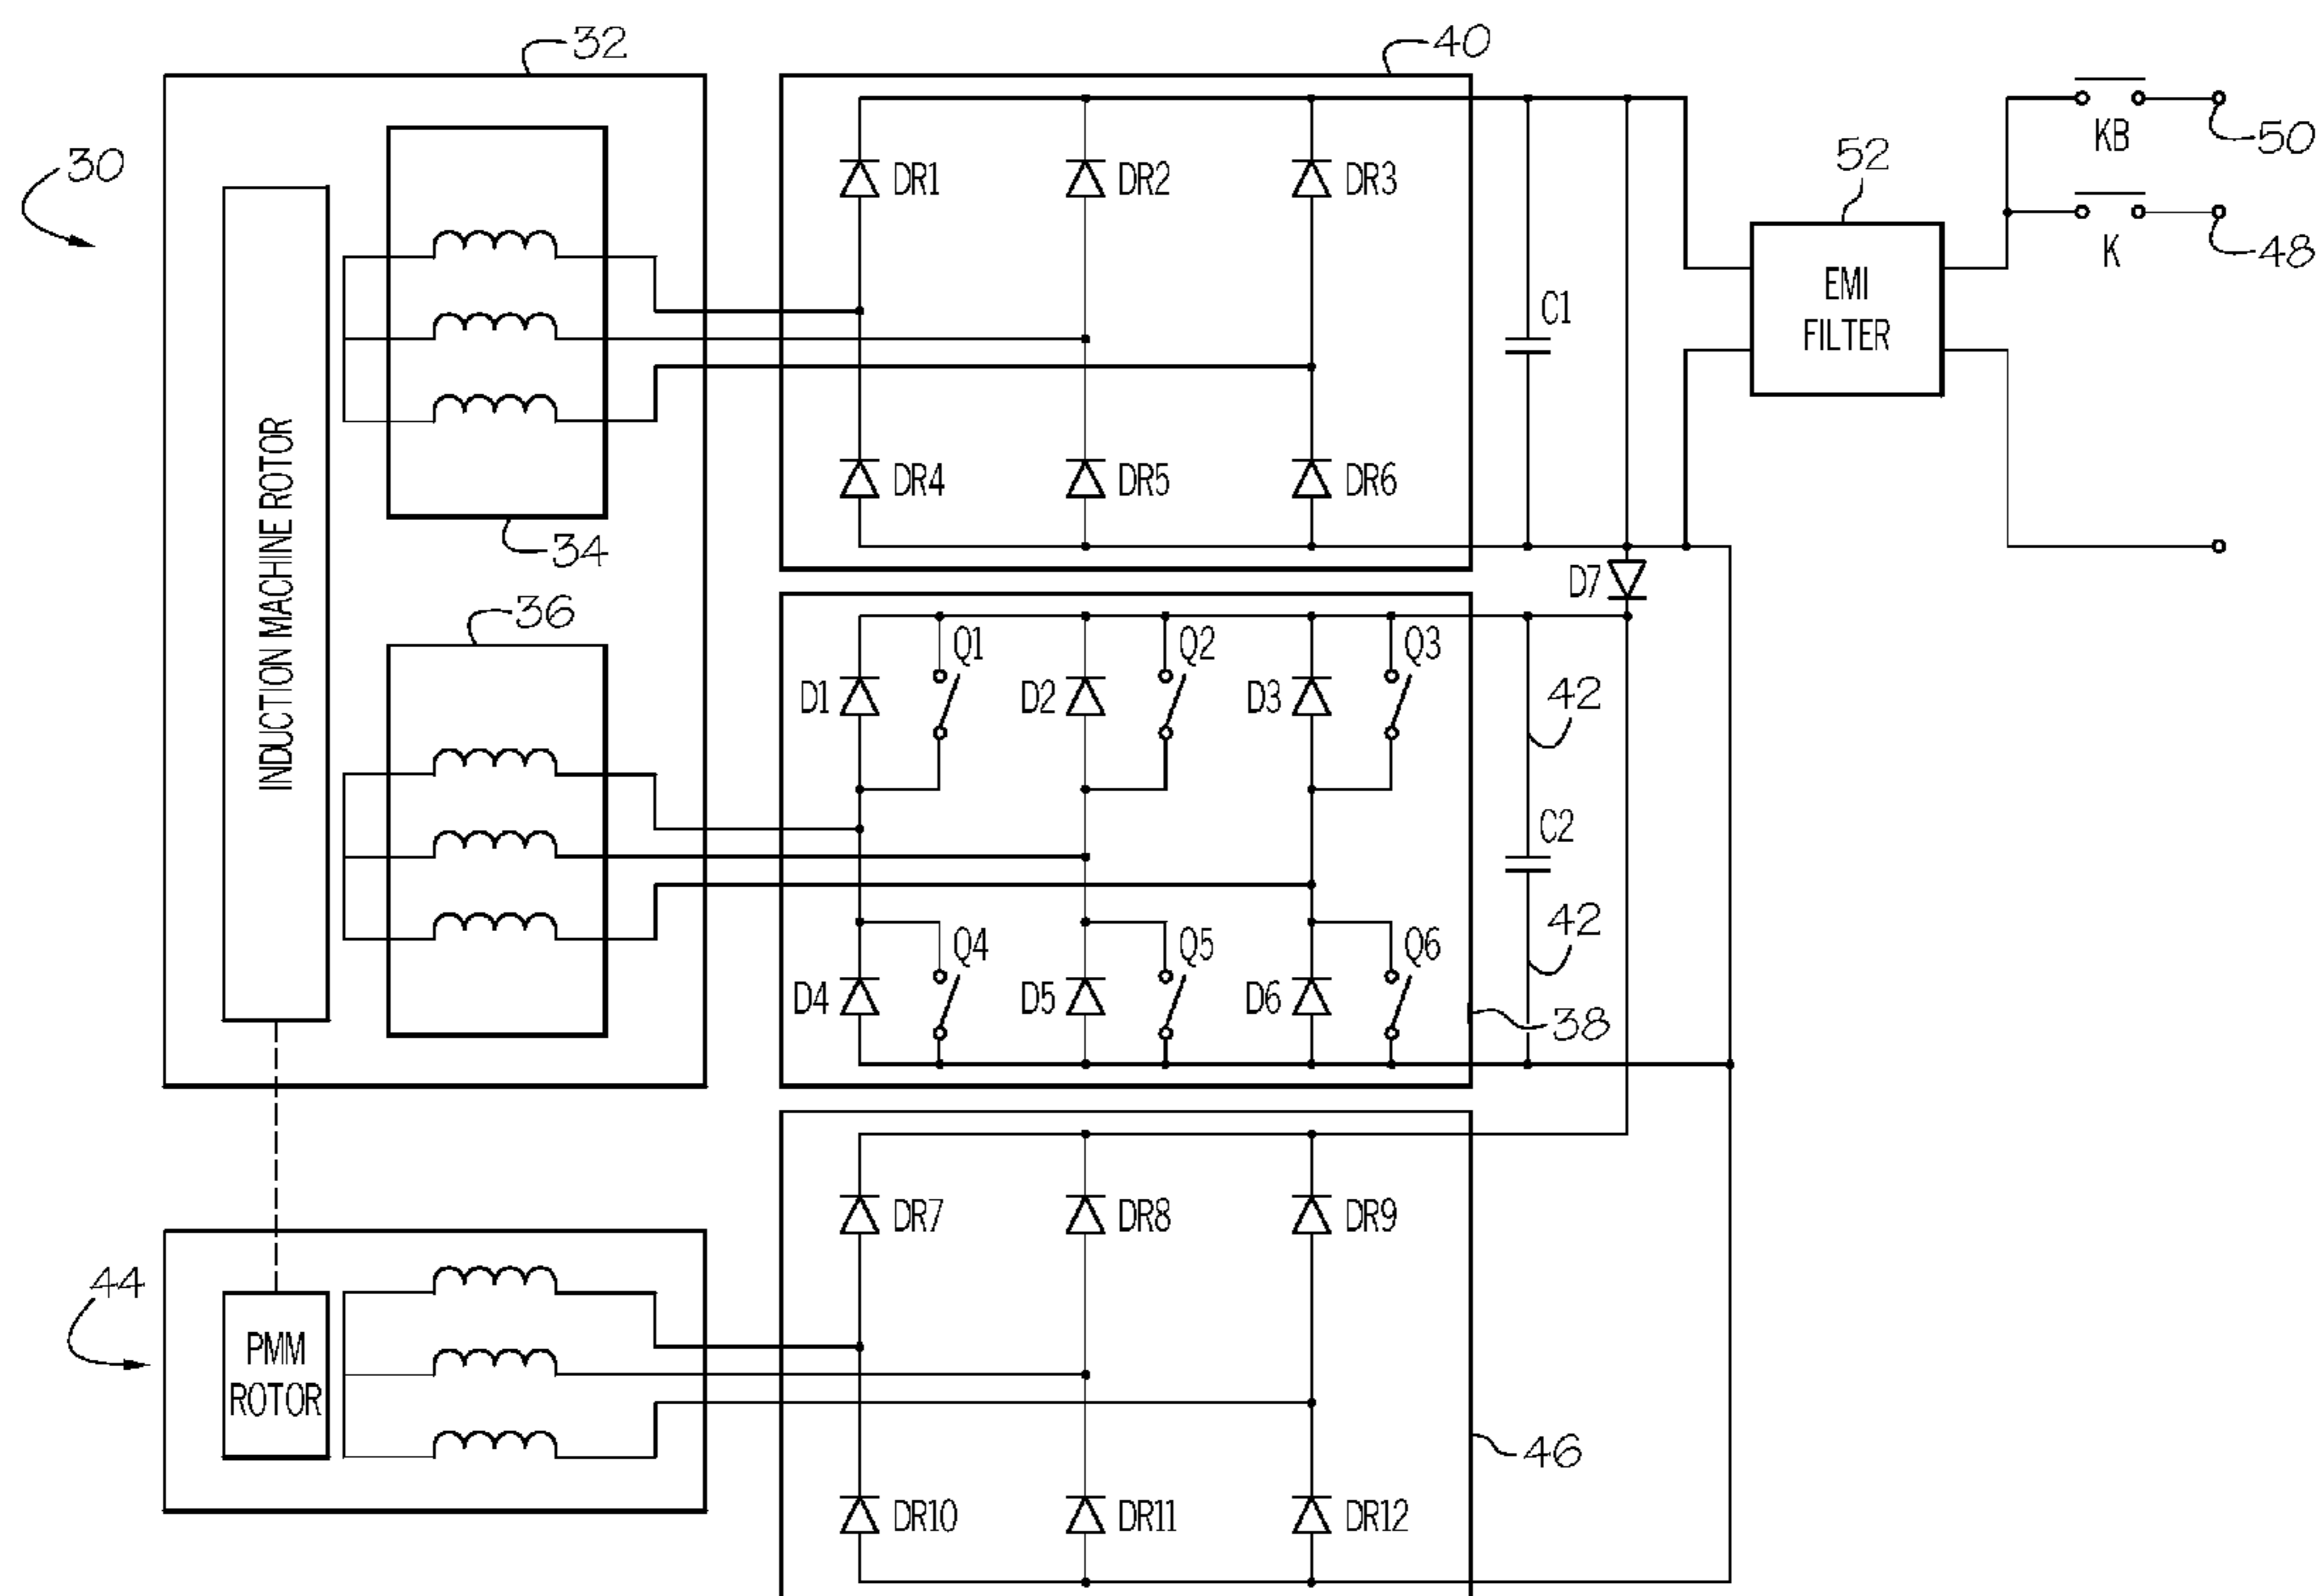 30
32
34
36
INDUCTION MACHINE ROTOR
40
DR1
DR2
DR3
DR4
DR5
DR6
C1
52
EMI
FILTER
KB
50
K
48
D7
Q1
Q2
Q3
D1
D2
D3
42
C2
42
Q4
Q5
Q6
D4
D5
D6
38
44
PMM
ROTOR
DR7
DR8
DR9
46
DR10
DR11
DR12